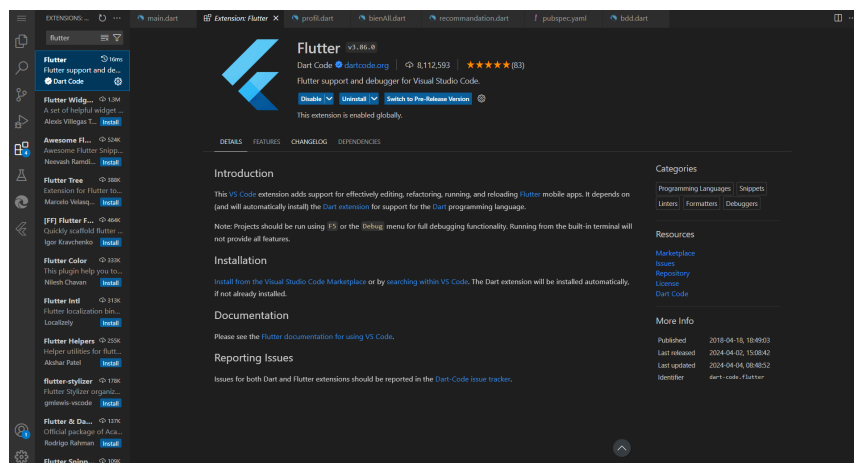 EXTENSIONS: ...
main.dart
Extension: Flutter
profil.dart
bienAll.dart
recommandation.dart
pubspec.yaml
bdd.dart
flutter
Flutter 16ms
Flutter support and de...
Dart Code
Flutter Widg... 1.3M
A set of helpful widget ...
Alexis Villegas T... Install
Awesome Fl... 524K
Awesome Flutter Snipp...
Neevash Ramdi... Install
Flutter Tree 388K
Extension for Flutter to...
Marcelo Velasq... Install
[FF] Flutter F... 464K
Quickly scaffold flutter ...
Igor Kravchenko Install
Flutter Color 333K
This plugin help you to...
Nilesh Chavan Install
Flutter Intl 313K
Flutter localization bin...
Localizely Install
Flutter Helpers 255K
Helper utilities for flutt...
Akshar Patel Install
flutter-stylizer 178K
Flutter Stylizer organiz...
gmlewis-vscode Install
Flutter & Da... 137K
Official package of Aca...
Rodrigo Rahman Install
Flutter Snipp... 109K
Flutter v3.86.0
Dart Code dartcode.org 8,112,593 (83)
Flutter support and debugger for Visual Studio Code.
Disable Uninstall Switch to Pre-Release Version
This extension is enabled globally.
DETAILS FEATURES CHANGELOG DEPENDENCIES
Introduction
This VS Code extension adds support for effectively editing, refactoring, running, and reloading Flutter mobile apps. It depends on
(and will automatically install) the Dart extension for support for the Dart programming language.
Note: Projects should be run using F5 or the Debug menu for full debugging functionality. Running from the built-in terminal will
not provide all features.
Installation
Install from the Visual Studio Code Marketplace or by searching within VS Code. The Dart extension will be installed automatically,
if not already installed.
Documentation
Please see the Flutter documentation for using VS Code.
Reporting Issues
Issues for both Dart and Flutter extensions should be reported in the Dart-Code issue tracker.
Categories
Programming Languages Snippets
Linters Formatters Debuggers
Resources
Marketplace
Issues
Repository
License
Dart Code
More Info
Published 2018-04-18, 18:49:03
Last released 2024-04-02, 15:08:42
Last updated 2024-04-04, 08:48:52
Identifier dart-code.flutter
4
1